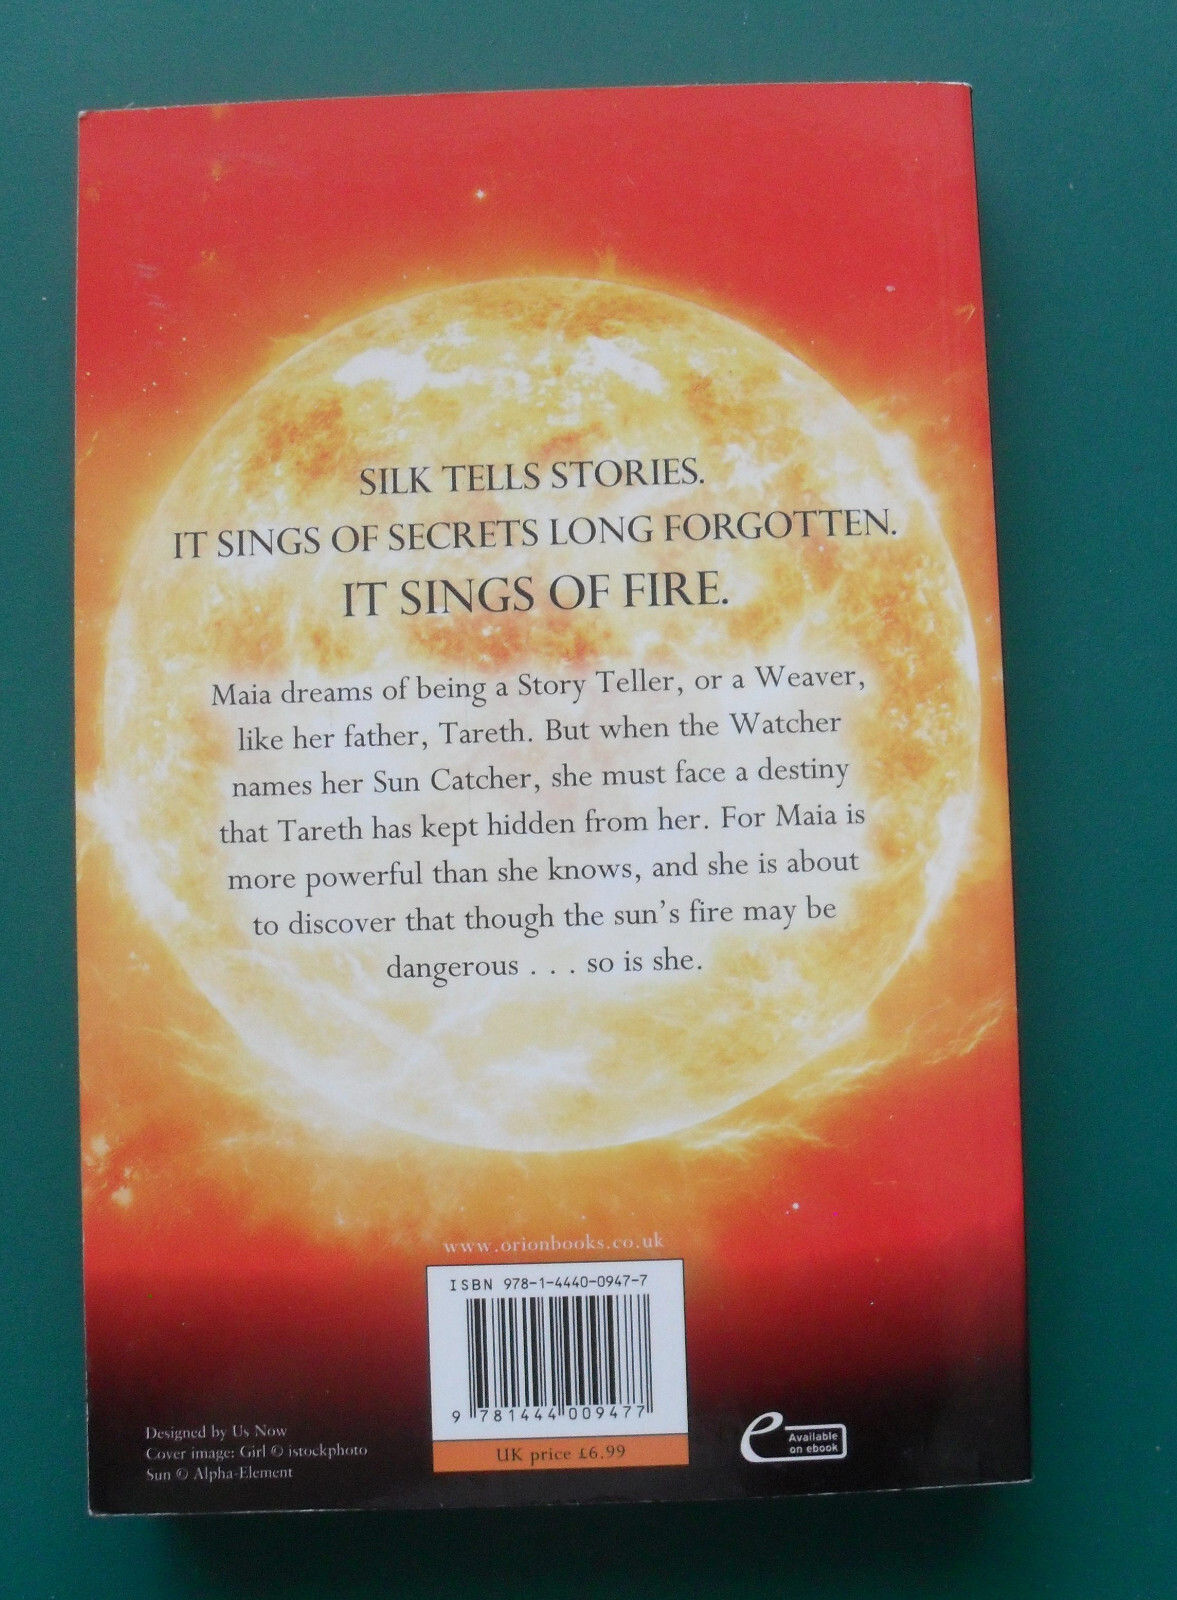 SILK TELLS STORIES.
IT SINGS OF SECRETS LONG FORGOTTEN.
IT SINGS OF FIRE.
Maia dreams of being a Story Teller, or a Weaver,
like her father, Tareth. But when the Watcher
names her Sun Catcher, she must face a destiny
that Tareth has kept hidden from her. For Maia is
more powerful than she knows, and she is about
to discover that though the sun's fire may be
dangerous . . . so is she.
www.orionbooks.co.uk
ISBN 978-1-4440-0947-7
9 781444 009477
UK price £6.99
Designed by Us Now
Cover image: Girl © istockphoto
Sun © Alpha-Element
e Available
on ebook